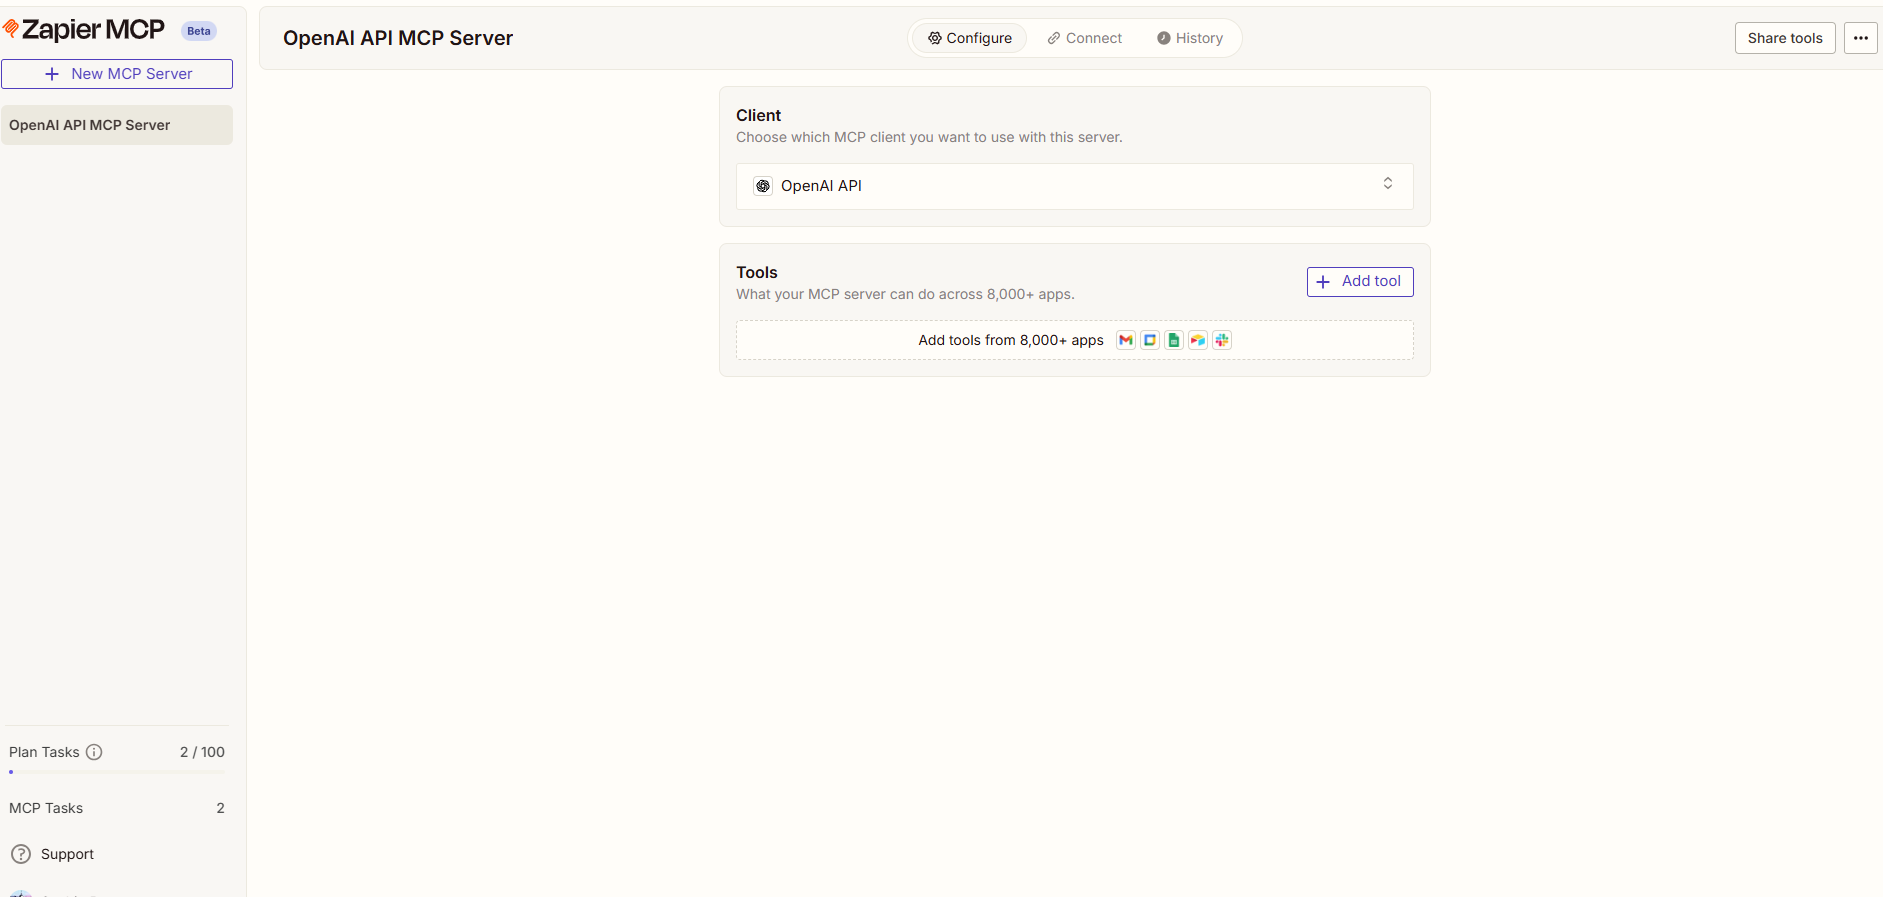 Zapier MCP Beta
+ New MCP Server
OpenAI API MCP Server
Plan Tasks 2 / 100
MCP Tasks 2
Support
OpenAI API MCP Server
Configure Connect History
Share tools
Client
Choose which MCP client you want to use with this server.
OpenAI API
Tools
What your MCP server can do across 8,000+ apps.
+ Add tool
Add tools from 8,000+ apps